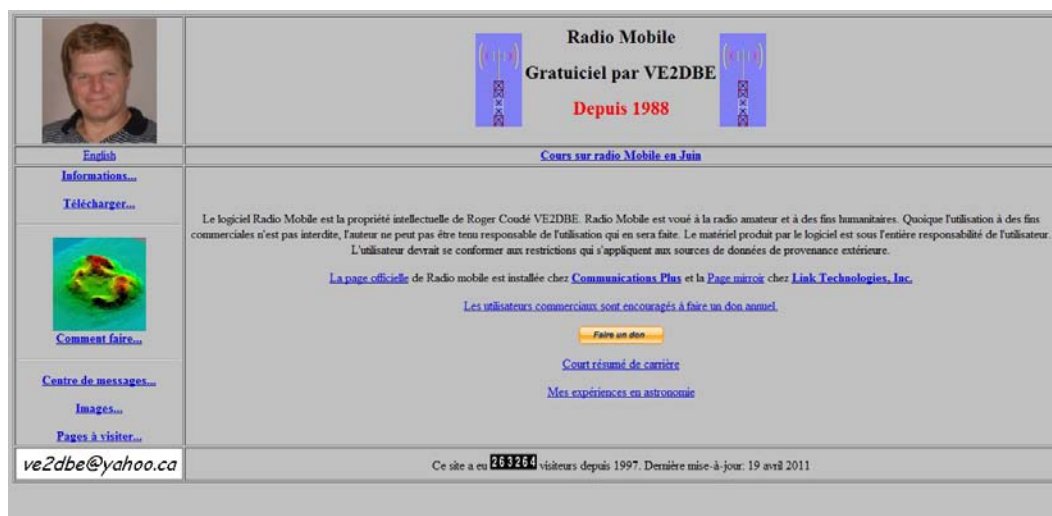 Radio Mobile
Gratuiciel par VE2DBE
Depuis 1988
English
Cours sur radio Mobile en Juin
Informations...
Télécharger...
Comment faire...
Centre de messages...
Images...
Pages à visiter...
Le logiciel Radio Mobile est la propriété intellectuelle de Roger Coudé VE2DBE. Radio Mobile est voué à la radio amateur et à des fins humanitaires. Quoique l'utilisation à des fins
commerciales n'est pas interdite, l'auteur ne peut pas être tenu responsable de l'utilisation qui en sera faite. Le matériel produit par le logiciel est sous l'entière responsabilité de l'utilisateur.
L'utilisateur devrait se conformer aux restrictions qui s'appliquent aux sources de données de provenance extérieure.
La page officielle de Radio mobile est installée chez Communications Plus et la Page mirroir chez Link Technologies, Inc.
Les utilisateurs commerciaux sont encouragés à faire un don annuel.
Faire un don
Court résumé de carrière
Mes expériences en astronomie
ve2dbe@yahoo.ca
Ce site a eu 263264 visiteurs depuis 1997. Dernière mise-à-jour: 19 avril 2011